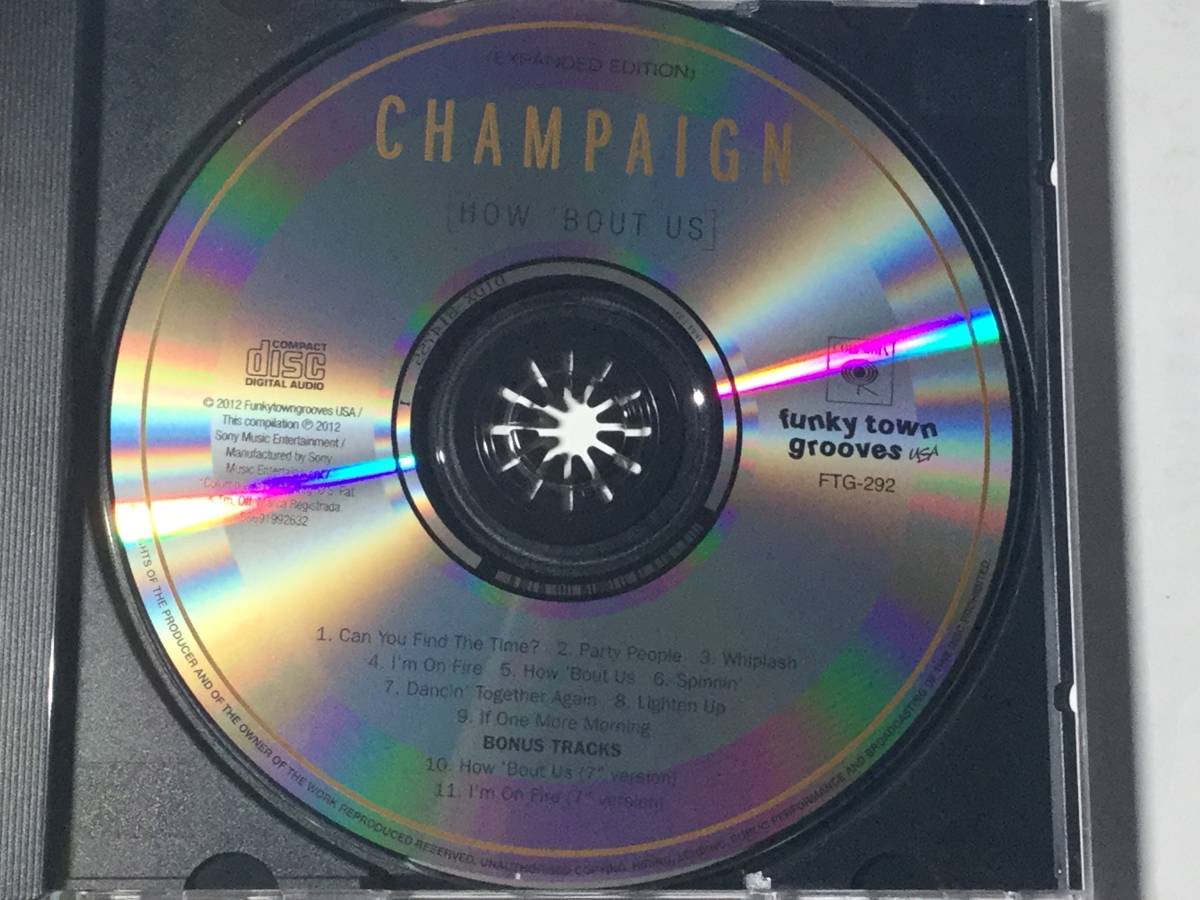 (EXPANDED EDITION)
CHAMPAIGN
[HOW 'BOUT US]
COMPACT
disc
DIGITAL AUDIO
© 2012 Funkytowngrooves USA /
This compilation ℗ 2012
Sony Music Entertainment /
Manufactured by Sony
Music
Registrada.
funky town
grooves USA
FTG-292
1. Can You Find The Time? 2. Party People 3. Whiplash
4. I'm On Fire 5. How 'Bout Us 6. Spinnin'
7. Dancin' Together Again 8. Lighten Up
9. If One More Morning
BONUS TRACKS
10. How 'Bout Us (7" version)
11. I'm On Fire (7" version)
OF THE PRODUCER AND OF THE OWNER OF THE WORK REPRODUCED RESERVED. UNAUTHORISED COPYING, HIRING, LENDING, PUBLIC PERFORMANCE AND BROADCASTING OF THIS DISC PROHIBITED.